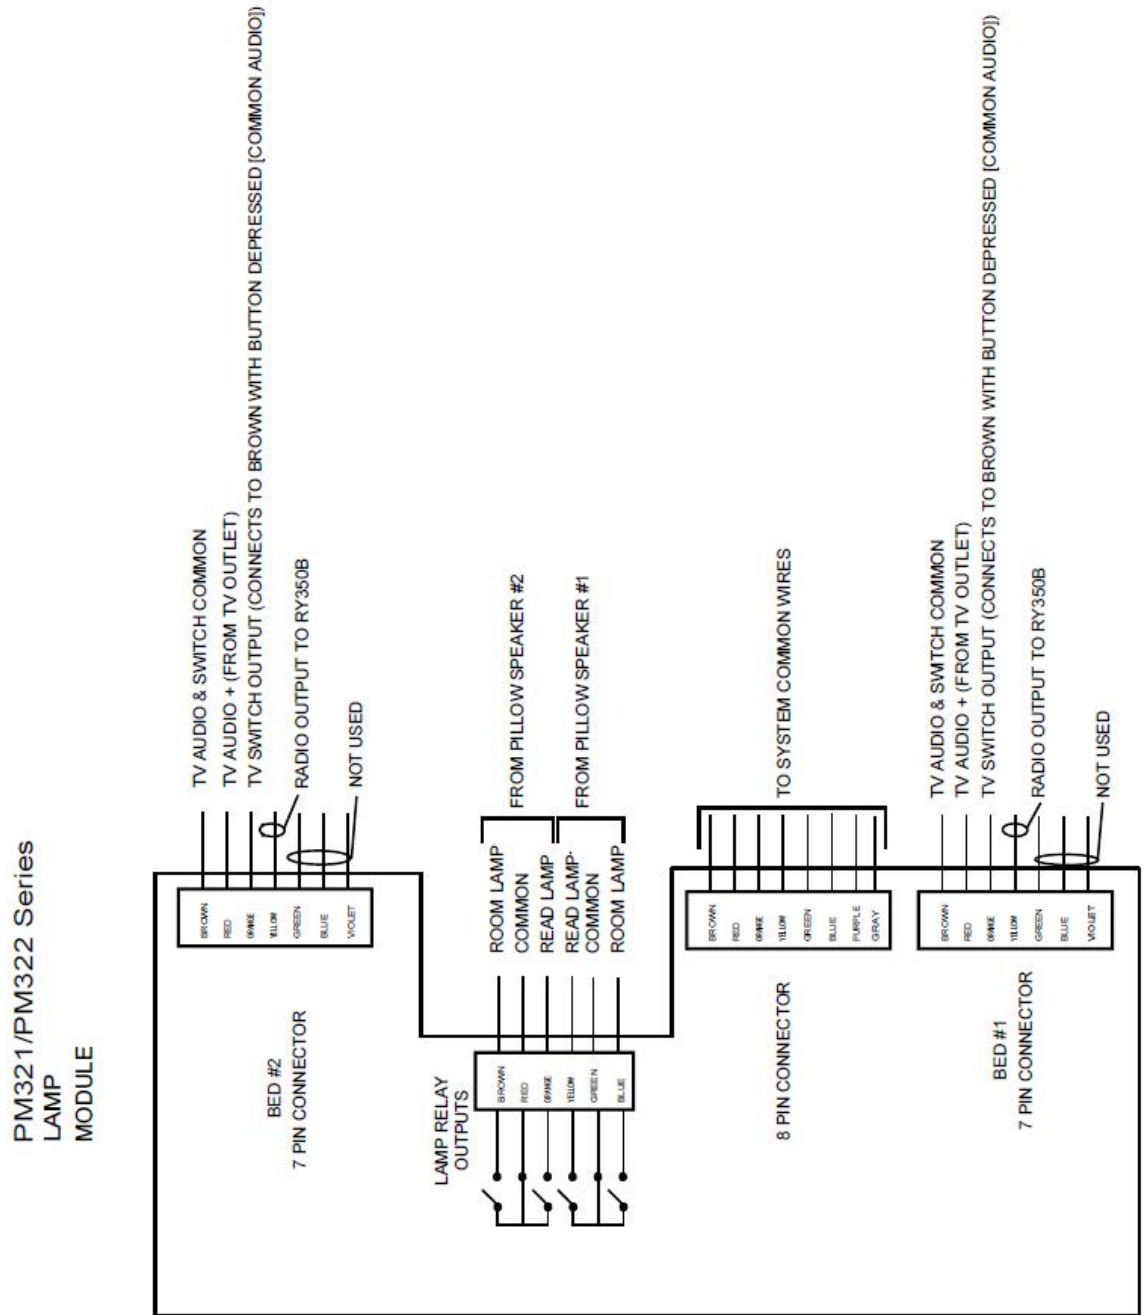 PM321/PM322 Series
LAMP
MODULE
TV AUDIO & SWITCH COMMON
TV AUDIO + (FROM TV OUTLET)
TV SWITCH OUTPUT (CONNECTS TO BROWN WITH BUTTON DEPRESSED [COMMON AUDIO])
RADIO OUTPUT TO RY350B
NOT USED
BROWN
RED
ORANGE
YELLOW
GREEN
BLUE
VIOLET
BED #2
7 PIN CONNECTOR
FROM PILLOW SPEAKER #2
FROM PILLOW SPEAKER #1
ROOM LAMP
COMMON
READ LAMP
READ LAMP
COMMON
ROOM LAMP
LAMP RELAY
OUTPUTS
BROWN
RED
ORANGE
YELLOW
GREEN
BLUE
TO SYSTEM COMMON WIRES
BROWN
RED
ORANGE
YELLOW
GREEN
BLUE
PURPLE
GRAY
8 PIN CONNECTOR
TV AUDIO & SWITCH COMMON
TV AUDIO + (FROM TV OUTLET)
TV SWITCH OUTPUT (CONNECTS TO BROWN WITH BUTTON DEPRESSED [COMMON AUDIO])
RADIO OUTPUT TO RY350B
NOT USED
BROWN
RED
ORANGE
YELLOW
GREEN
BLUE
VIOLET
BED #1
7 PIN CONNECTOR